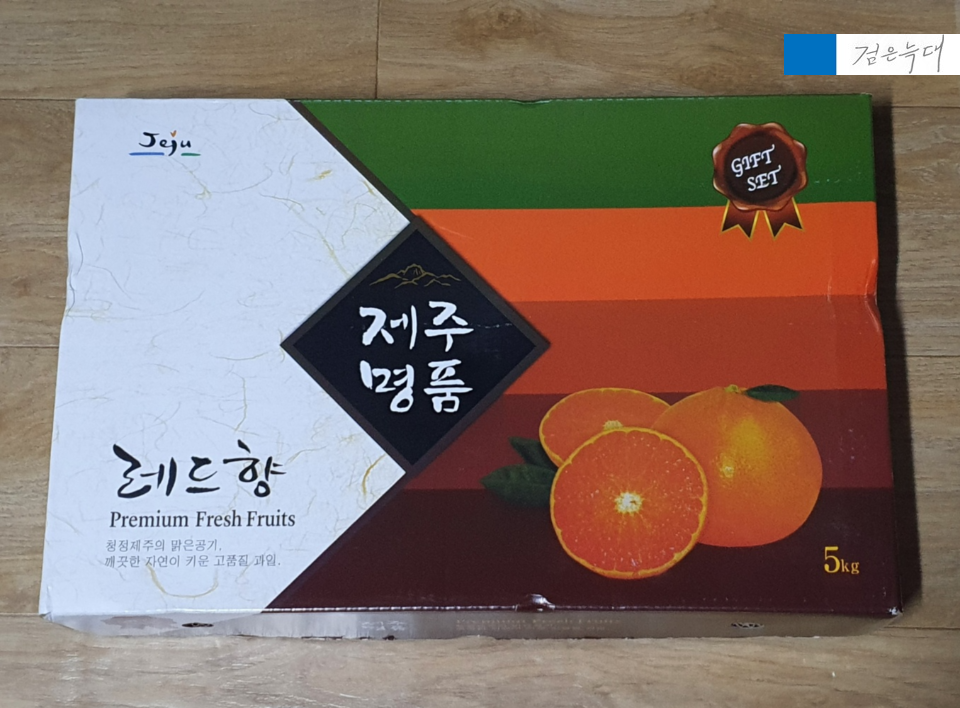 검은늑대
Jeju
GIFT
SET
제주
명품
레드향
Premium Fresh Fruits
청정제주의 맑은공기,
깨끗한 자연이 키운 고품질 과일.
5kg